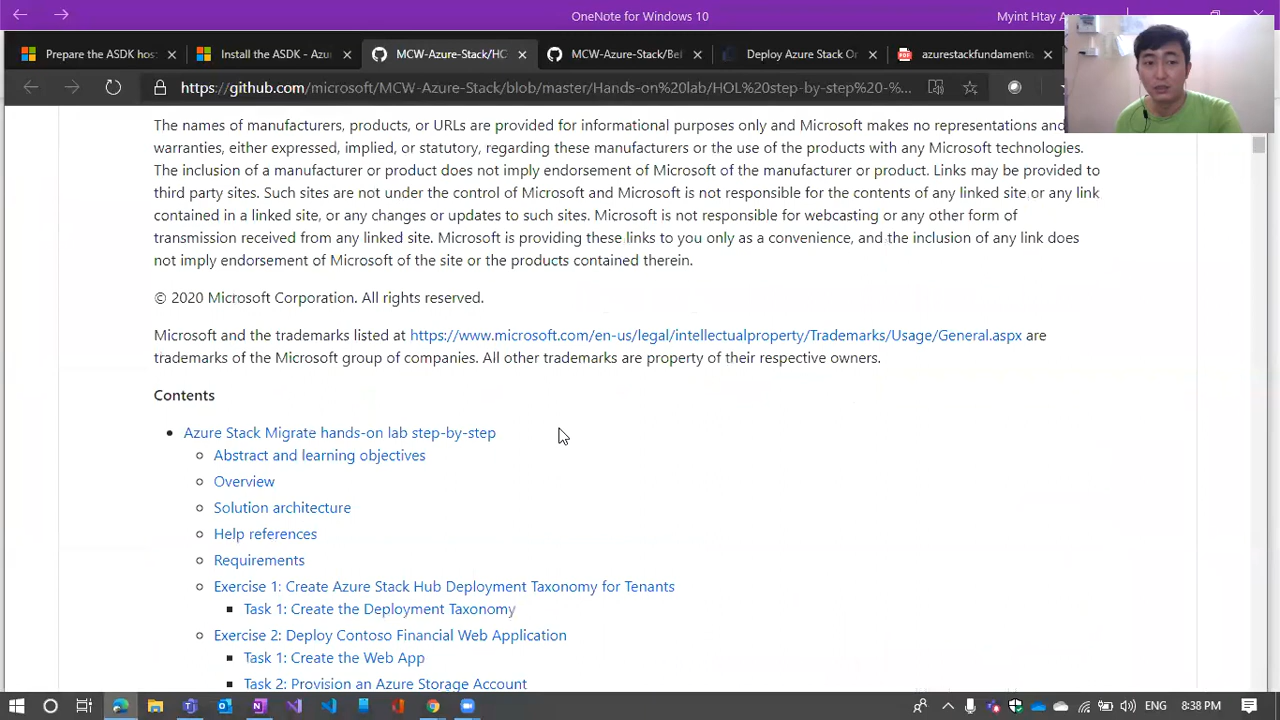 OneNote for Windows 10
Myint Htay Aung
Prepare the ASDK hos
Install the ASDK - Azu
MCW-Azure-Stack/HC
MCW-Azure-Stack/Bef
Deploy Azure Stack On
azurestackfundamenta
https://github.com/microsoft/MCW-Azure-Stack/blob/master/Hands-on%20lab/HOL%20step-by-step%20-%...
The names of manufacturers, products, or URLs are provided for informational purposes only and Microsoft makes no representations and
warranties, either expressed, implied, or statutory, regarding these manufacturers or the use of the products with any Microsoft technologies.
The inclusion of a manufacturer or product does not imply endorsement of Microsoft of the manufacturer or product. Links may be provided to
third party sites. Such sites are not under the control of Microsoft and Microsoft is not responsible for the contents of any linked site or any link
contained in a linked site, or any changes or updates to such sites. Microsoft is not responsible for webcasting or any other form of
transmission received from any linked site. Microsoft is providing these links to you only as a convenience, and the inclusion of any link does
not imply endorsement of Microsoft of the site or the products contained therein.
© 2020 Microsoft Corporation. All rights reserved.
Microsoft and the trademarks listed at https://www.microsoft.com/en-us/legal/intellectualproperty/Trademarks/Usage/General.aspx are
trademarks of the Microsoft group of companies. All other trademarks are property of their respective owners.
Contents
Azure Stack Migrate hands-on lab step-by-step
Abstract and learning objectives
Overview
Solution architecture
Help references
Requirements
Exercise 1: Create Azure Stack Hub Deployment Taxonomy for Tenants
Task 1: Create the Deployment Taxonomy
Exercise 2: Deploy Contoso Financial Web Application
Task 1: Create the Web App
Task 2: Provision an Azure Storage Account
ENG
8:38 PM